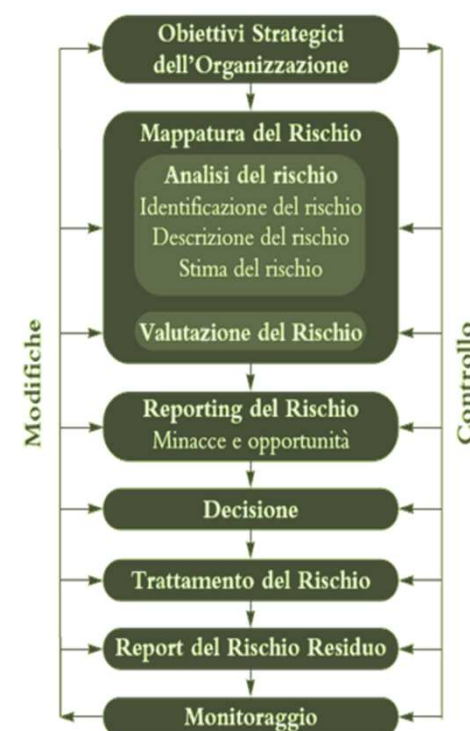 Obiettivi Strategici
dell'Organizzazione
Mappatura del Rischio
Analisi del rischio
Identificazione del rischio
Descrizione del rischio
Stima del rischio
Valutazione del Rischio
Modifiche
Controllo
Reporting del Rischio
Minacce e opportunità
Decisione
Trattamento del Rischio
Report del Rischio Residuo
Monitoraggio